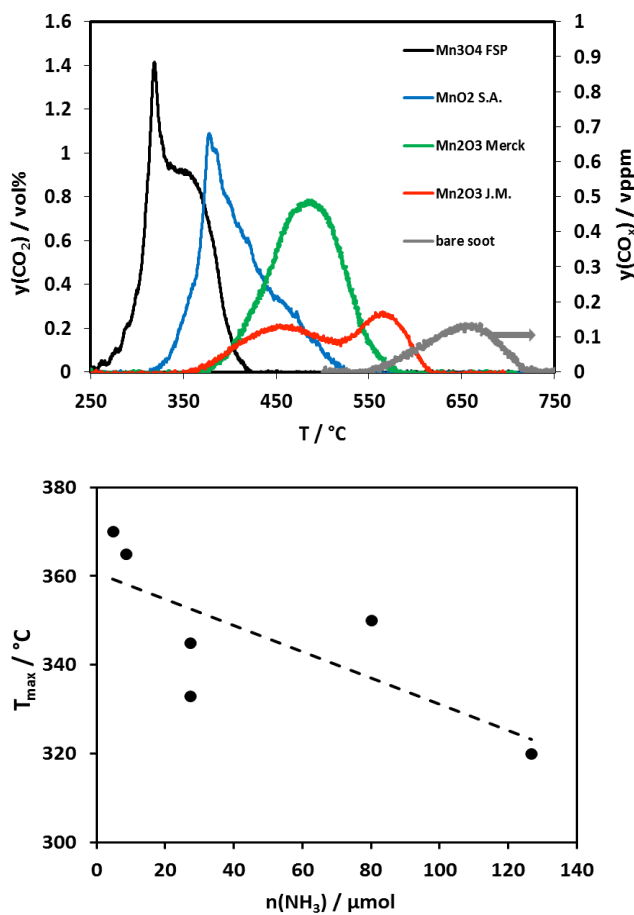 1.6
1.4
1.2
1
0.8
0.6
0.4
0.2
0
y(CO₂) / vol%
Mn3O4 FSP
MnO2 S.A.
Mn2O3 Merck
Mn2O3 J.M.
bare soot
1
0.9
0.8
0.7
0.6
0.5
0.4
0.3
0.2
0.1
0
y(COₓ) / vppm
250 350 450 550 650 750
T / °C
380
360
340
320
300
T_max / °C
0 20 40 60 80 100 120 140
n(NH₃) / µmol